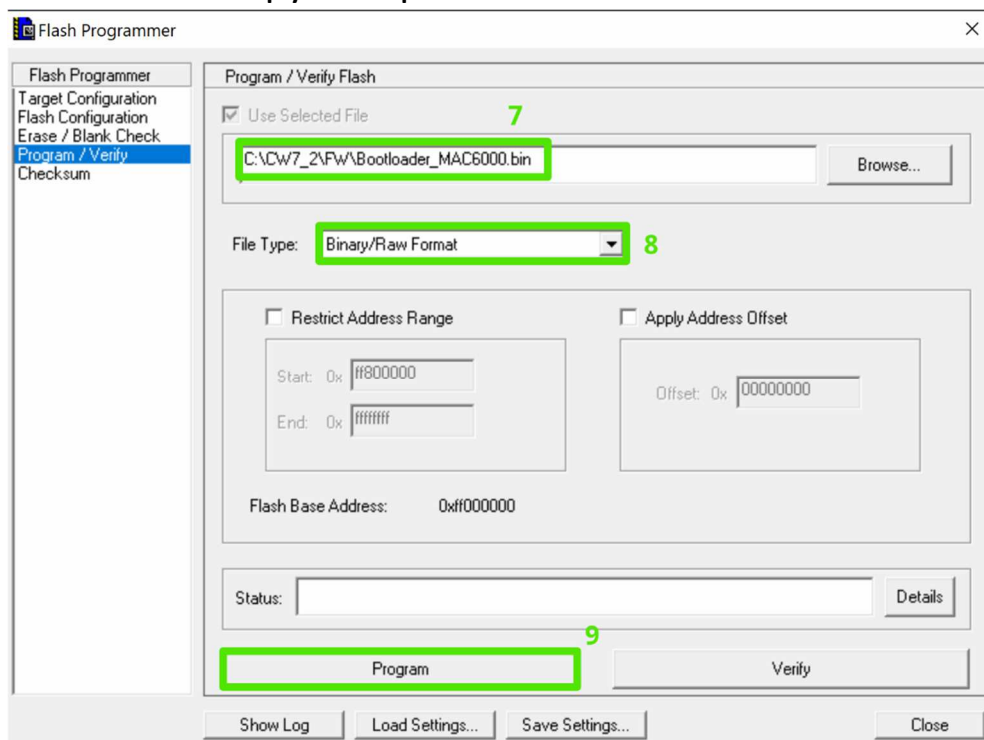 Flash Programmer
Flash Programmer
Target Configuration
Flash Configuration
Erase / Blank Check
Program / Verify
Checksum
Program / Verify Flash
Use Selected File
7
C:\CW7_2\FW\Bootloader_MAC6000.bin
Browse...
File Type: Binary/Raw Format
8
Restrict Address Range
Start: 0x ff800000
End: 0x ffffffff
Apply Address Offset
Offset: 0x 00000000
Flash Base Address: 0xff000000
Status:
Details
9
Program
Verify
Show Log
Load Settings...
Save Settings...
Close